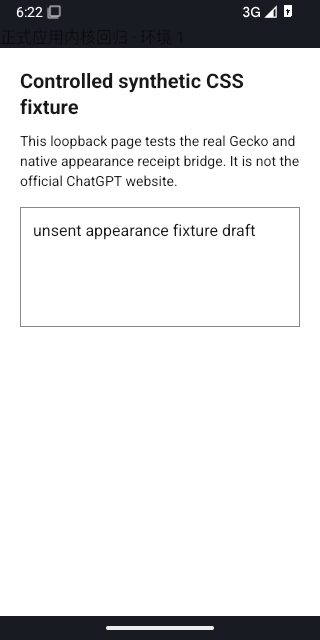 6:22
3G
正式应用内核回归 · 环境 1
Controlled synthetic CSS
fixture
This loopback page tests the real Gecko and
native appearance receipt bridge. It is not the
official ChatGPT website.
unsent appearance fixture draft